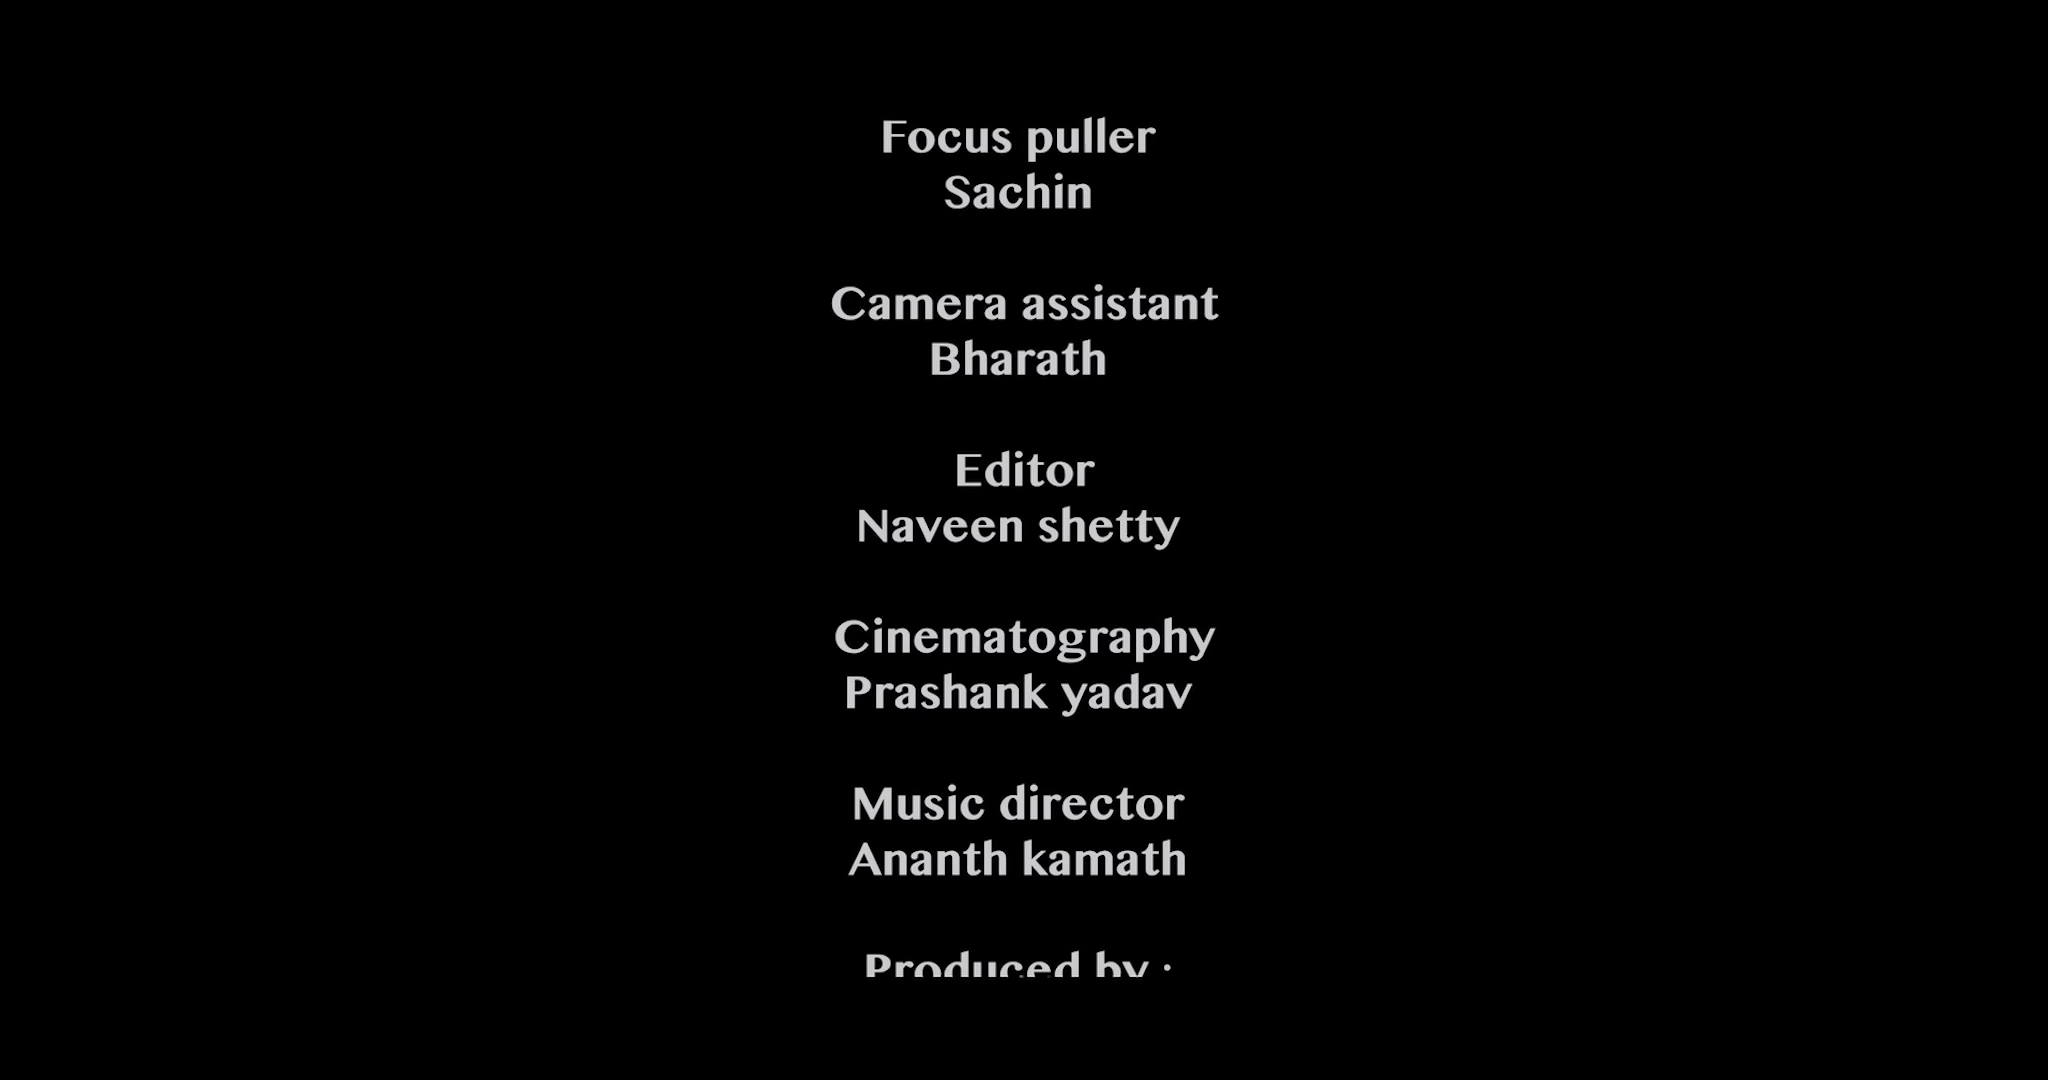 Focus puller
Sachin
Camera assistant
Bharath
Editor
Naveen shetty
Cinematography
Prashank yadav
Music director
Ananth kamath
Produced by :